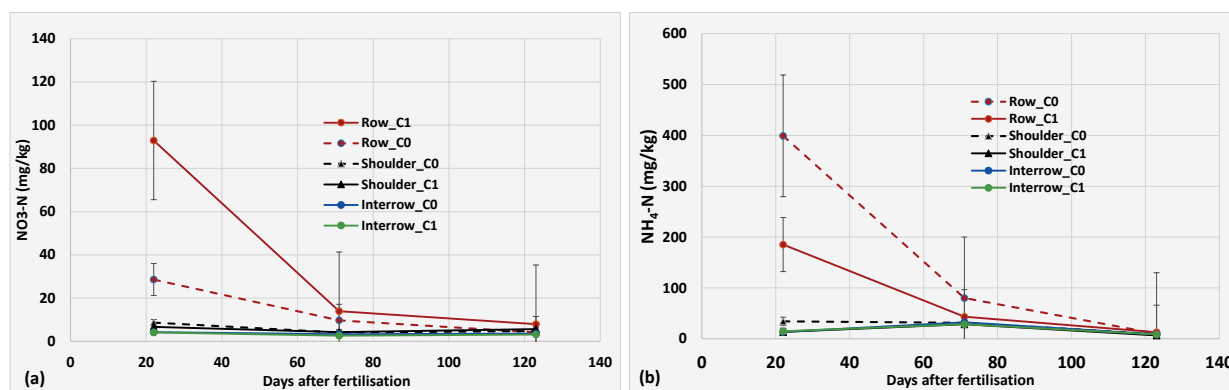 140
120
100
80
60
40
20
0
NO3-N (mg/kg)
Row_C1
Row_C0
Shoulder_C0
Shoulder_C1
Interrow_C0
Interrow_C1
0 20 40 60 80 100 120 140
(a)
Days after fertilisation
600
500
400
300
200
100
0
NH₄-N (mg/kg)
Row_C0
Row_C1
Shoulder_C0
Shoulder_C1
Interrow_C0
Interrow_C1
0 20 40 60 80 100 120 140
(b)
Days after fertilisation